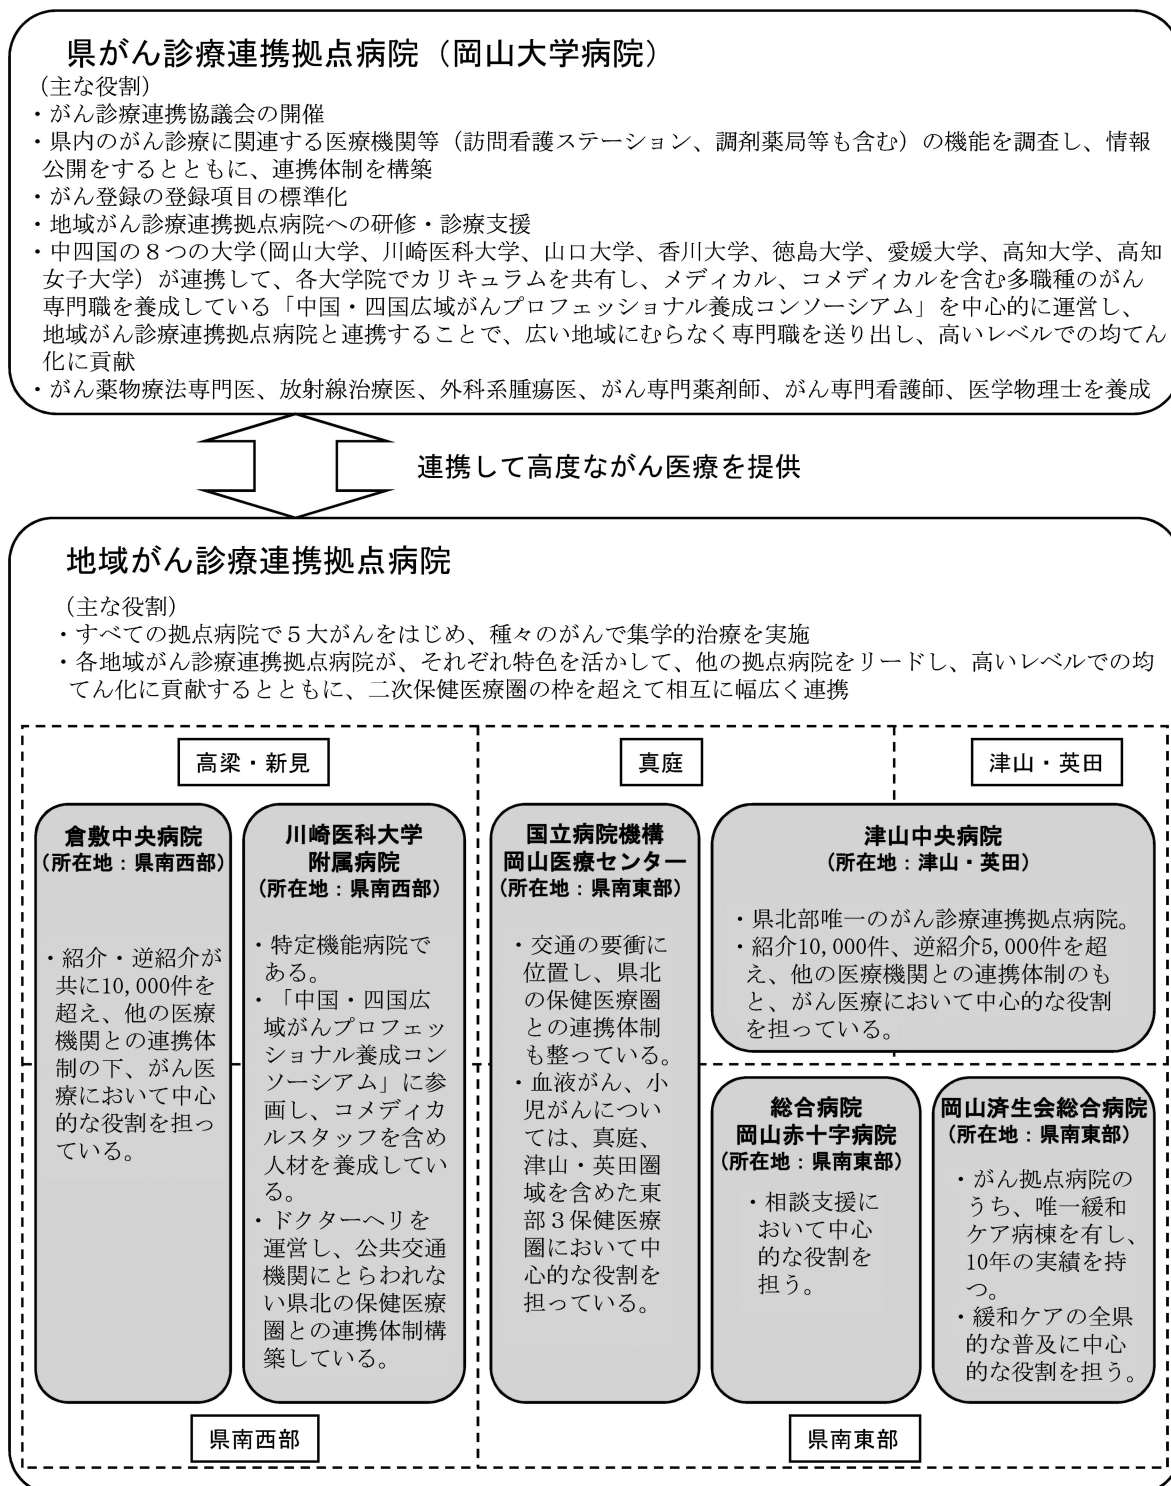 県がん診療連携拠点病院（岡山大学病院）
（主な役割）
・がん診療連携協議会の開催
・県内のがん診療に関連する医療機関等（訪問看護ステーション、調剤薬局等も含む）の機能を調査し、情報
公開をするとともに、連携体制を構築
・がん登録の登録項目の標準化
・地域がん診療連携拠点病院への研修・診療支援
・中四国の８つの大学(岡山大学、川崎医科大学、山口大学、香川大学、徳島大学、愛媛大学、高知大学、高知
女子大学）が連携して、各大学院でカリキュラムを共有し、メディカル、コメディカルを含む多職種のがん
専門職を養成している「中国・四国広域がんプロフェッショナル養成コンソーシアム」を中心的に運営し、
地域がん診療連携拠点病院と連携することで、広い地域にむらなく専門職を送り出し、高いレベルでの均てん
化に貢献
・がん薬物療法専門医、放射線治療医、外科系腫瘍医、がん専門薬剤師、がん専門看護師、医学物理士を養成
連携して高度ながん医療を提供
地域がん診療連携拠点病院
（主な役割）
・すべての拠点病院で５大がんをはじめ、種々のがんで集学的治療を実施
・各地域がん診療連携拠点病院が、それぞれ特色を活かして、他の拠点病院をリードし、高いレベルでの均
てん化に貢献するとともに、二次保健医療圏の枠を超えて相互に幅広く連携
高梁・新見
真庭
津山・英田
倉敷中央病院
（所在地：県南西部）
・紹介・逆紹介が
共に10,000件を
超え、他の医療
機関との連携体
制の下、がん医
療において中心
的な役割を担っ
ている。
川崎医科大学
附属病院
（所在地：県南西部）
・特定機能病院で
ある。
・「中国・四国広
域がんプロフェッ
ショナル養成コン
ソーシアム」に参
画し、コメディカ
ルスタッフを含め
人材を養成してい
る。
・ドクターヘリを
運営し、公共交通
機関にとらわれな
い県北の保健医療
圏との連携体制構
築している。
国立病院機構
岡山医療センター
（所在地：県南東部）
・交通の要衝に
位置し、県北
の保健医療圏
との連携体制
も整っている。
・血液がん、小
児がんについ
ては、真庭、
津山・英田圏
域を含めた東
部３保健医療
圏において中
心的な役割を
担っている。
津山中央病院
（所在地：津山・英田）
・県北部唯一のがん診療連携拠点病院。
・紹介10,000件、逆紹介5,000件を超
え、他の医療機関との連携体制のも
と、がん医療において中心的な役割
を担っている。
総合病院
岡山赤十字病院
（所在地：県南東部）
・相談支援に
おいて中心
的な役割を
担う。
岡山済生会総合病院
（所在地：県南東部）
・がん拠点病院の
うち、唯一緩和
ケア病棟を有し、
10年の実績を持
つ。
・緩和ケアの全県
的な普及に中心
的な役割を担う。
県南西部
県南東部